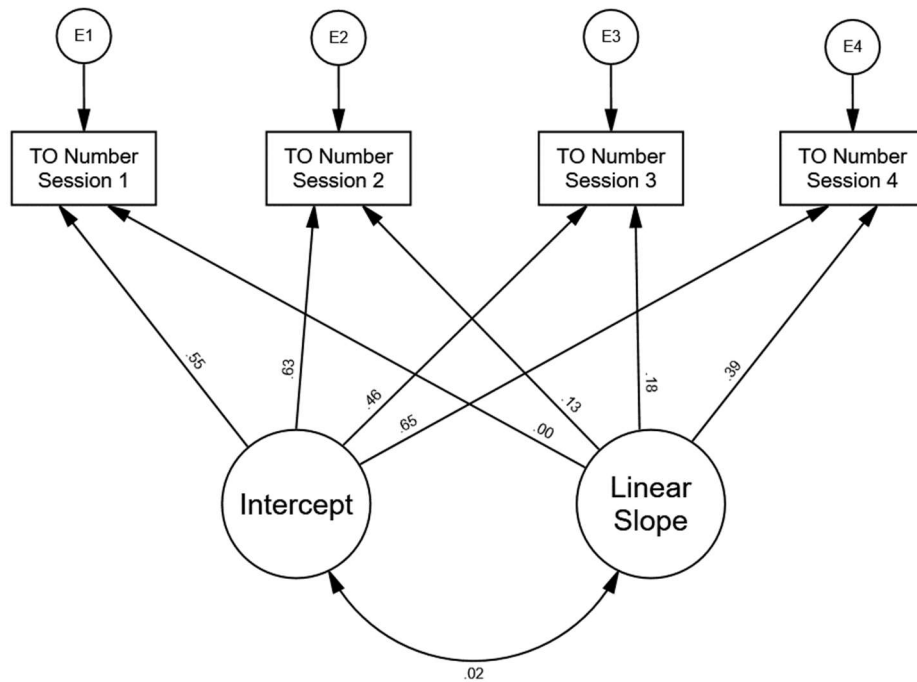 E1
E2
E3
E4
TO Number
Session 1
TO Number
Session 2
TO Number
Session 3
TO Number
Session 4
.55
.63
.46
.65
.00
.13
.18
.39
Intercept
Linear
Slope
.02